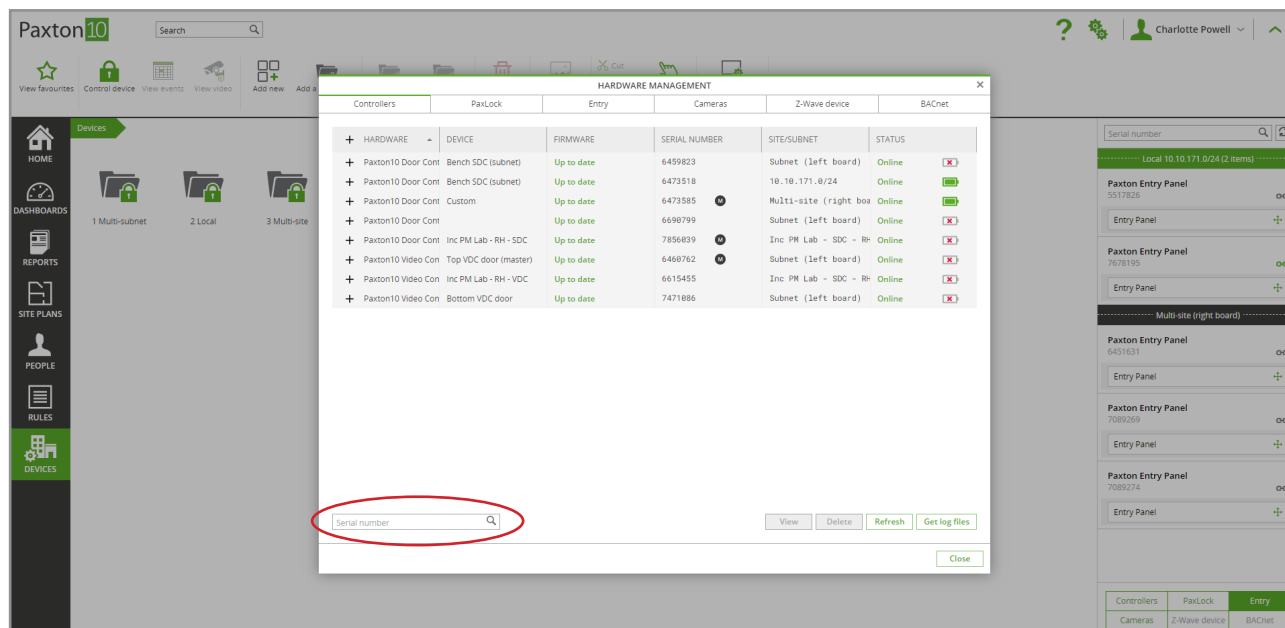 Paxton 10
Search
Charlotte Powell
View favourites
Control device
View events
View video
Add new
Add a
Cut
HARDWARE MANAGEMENT
Controllers PaxLock Entry Cameras Z-Wave device BACnet
HARDWARE DEVICE FIRMWARE SERIAL NUMBER SITE/SUBNET STATUS
Paxton10 Door Cont Bench SDC (subnet) Up to date 6459823 Subnet (left board) Online
Paxton10 Door Cont Bench SDC (subnet) Up to date 6473518 10.10.171.0/24 Online
Paxton10 Door Cont Custom Up to date 6473585 M Multi-site (right boa Online
Paxton10 Door Cont Up to date 6690799 Subnet (left board) Online
Paxton10 Door Cont Inc PM Lab - RH - SDC Up to date 7856039 M Inc PM Lab - SDC - RH Online
Paxton10 Video Con Top VDC door (master) Up to date 6460762 M Subnet (left board) Online
Paxton10 Video Con Inc PM Lab - RH - VDC Up to date 6615455 Inc PM Lab - SDC - RH Online
Paxton10 Video Con Bottom VDC door Up to date 7471086 Subnet (left board) Online
Serial number
View Delete Refresh Get log files
Close
HOME
DASHBOARDS
REPORTS
SITE PLANS
PEOPLE
RULES
DEVICES
Devices
1 Multi-subnet
2 Local
3 Multi-site
Serial number
Local 10.10.171.0/24 (2 items)
Paxton Entry Panel
5517826
Entry Panel
Paxton Entry Panel
7678195
Entry Panel
Multi-site (right board)
Paxton Entry Panel
6451631
Entry Panel
Paxton Entry Panel
7089269
Entry Panel
Paxton Entry Panel
7089274
Entry Panel
Controllers PaxLock Entry
Cameras Z-Wave device BACnet